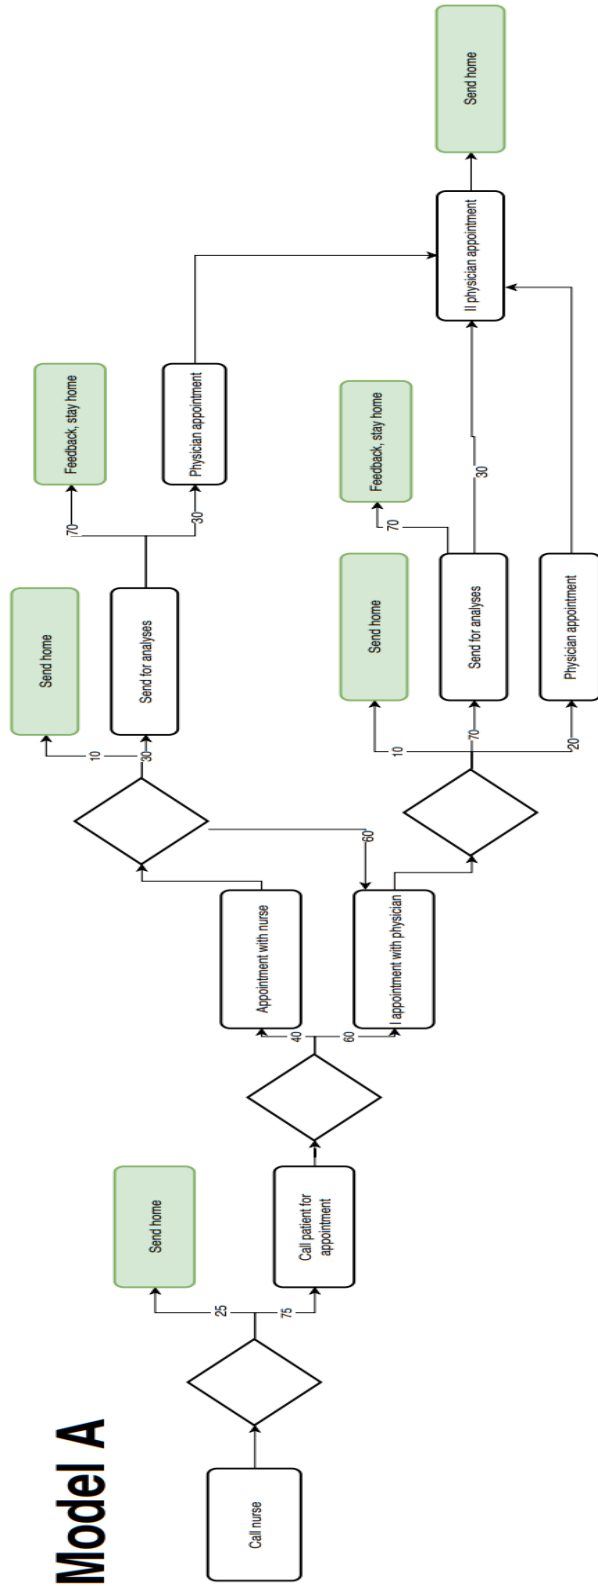 Model A
Call nurse
25
75
Send home
Call patient for
appointment
40
60
Appointment with nurse
I appointment with physician
10
30
60
Send home
Send for analyses
70
30
Feedback, stay home
Physician appointment
10
70
20
Send home
Send for analyses
Physician appointment
70
30
Feedback, stay home
II physician appointment
Send home